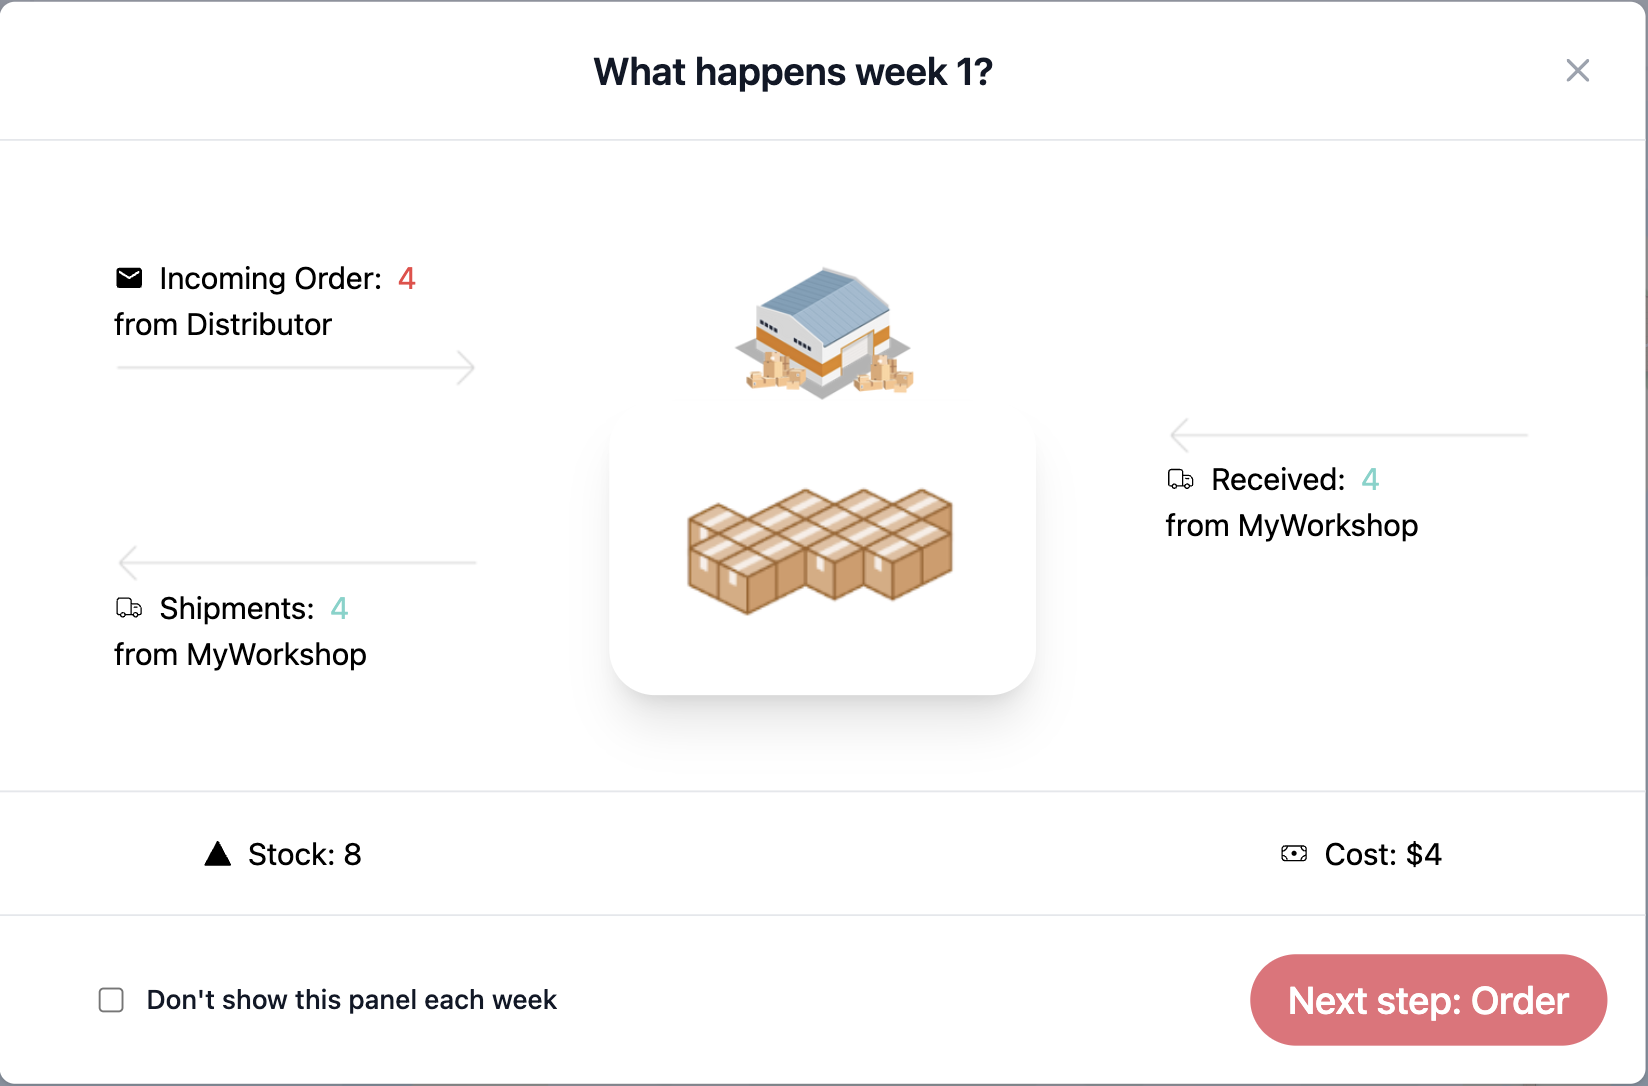 What happens week 1?
Incoming Order: 4
from Distributor
Received: 4
from MyWorkshop
Shipments: 4
from MyWorkshop
Stock: 8
Cost: $4
Don't show this panel each week
Next step: Order